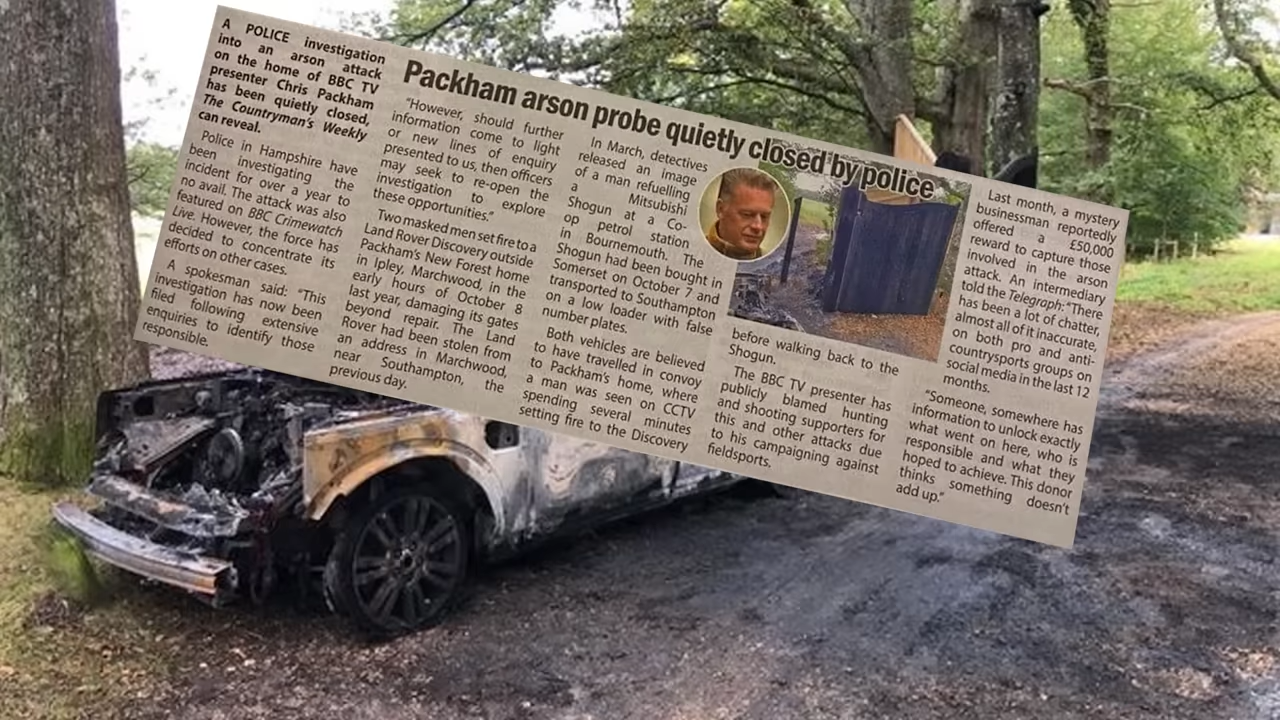 Packham arson probe quietly closed by police
A POLICE investigation
into an arson attack
on the home of BBC TV
presenter Chris Packham
has been quietly closed,
The Countryman's Weekly
can reveal.
Police in Hampshire have
been investigating the
incident for over a year to
no avail. The attack was also
featured on BBC Crimewatch
Live. However, the force has
decided to concentrate its
efforts on other cases.
A spokesman said: "This
investigation has now been
filed following extensive
enquiries to identify those
responsible.
"However, should further
information come to light
or new lines of enquiry
presented to us, then officers
may seek to re-open the
investigation to explore
these opportunities."
Two masked men set fire to a
Land Rover Discovery outside
Packham's New Forest home
in Ipley, Marchwood, in the
early hours of October 8
last year, damaging its gates
beyond repair. The Land
Rover had been stolen from
an address in Marchwood,
near Southampton, the
previous day.
In March, detectives
released an image
of a man refuelling
a Mitsubishi
Shogun at a Co-
op petrol station
in Bournemouth. The
Shogun had been bought in
Somerset on October 7 and
transported to Southampton
on a low loader with false
number plates.
Both vehicles are believed
to have travelled in convoy
to Packham's home, where
a man was seen on CCTV
spending several minutes
setting fire to the Discovery
before walking back to the
Shogun.
The BBC TV presenter has
publicly blamed hunting
and shooting supporters for
this and other attacks due
to his campaigning against
fieldsports.
Last month, a mystery
businessman reportedly
offered a £50,000
reward to capture those
involved in the arson
attack. An intermediary
told the Telegraph: "There
has been a lot of chatter,
almost all of it inaccurate,
on both pro and anti-
countrysports groups on
social media in the last 12
months.
"Someone, somewhere has
information to unlock exactly
what went on here, who is
responsible and what they
hoped to achieve. This donor
thinks something doesn't
add up."